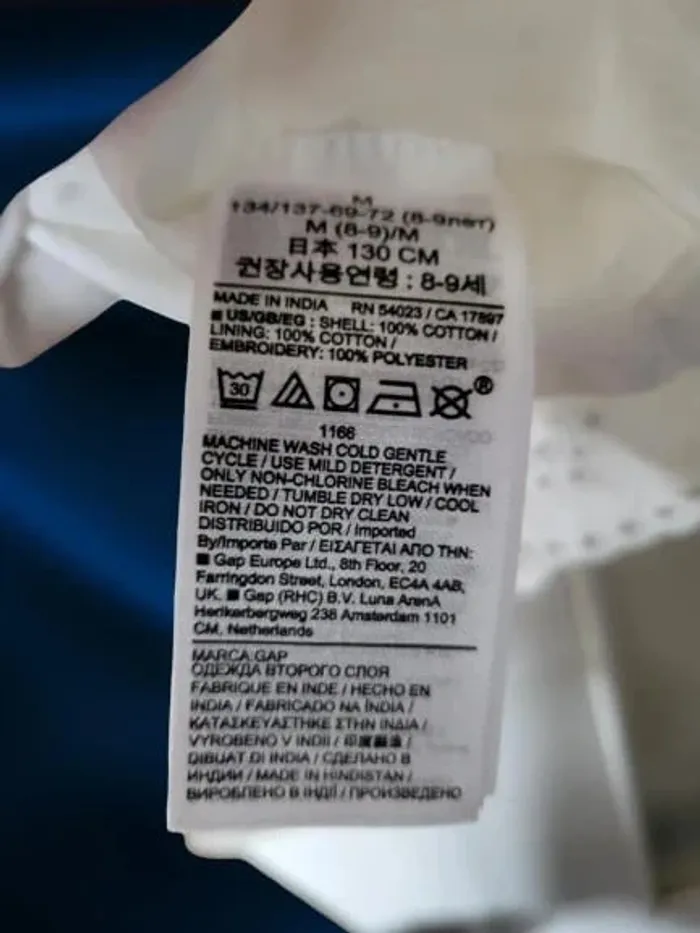 M
134/137-69-72 (8-9лет)
M (8-9)/M
日本 130 CM
권장사용연령 : 8-9세
MADE IN INDIA RN 54023 / CA 17897
■ US/GB/EG : SHELL: 100% COTTON /
LINING: 100% COTTON /
EMBROIDERY: 100% POLYESTER
30 ®
1166
MACHINE WASH COLD GENTLE
CYCLE / USE MILD DETERGENT /
ONLY NON-CHLORINE BLEACH WHEN
NEEDED / TUMBLE DRY LOW / COOL
IRON / DO NOT DRY CLEAN
DISTRIBUIDO POR / Imported
By/Importe Par / ΕΙΣΑΓΕΤΑΙ ΑΠΟ ΤΗΝ:
■ Gap Europe Ltd., 8th Floor, 20
Farringdon Street, London, EC4A 4AB,
UK. ■ Gap (RHC) B.V. Luna ArenA
Herikerbergweg 238 Amsterdam 1101
CM, Netherlands
MARCA GAP
ОДЕЖДА ВТОРОГО СЛОЯ
FABRIQUE EN INDE / HECHO EN
INDIA / FABRICADO NA ÍNDIA /
ΚΑΤΑΣΚΕΥΑΣΤΗΚΕ ΣΤΗΝ ΙΝΔΙΑ /
VYROBENO V INDII / 印度製造 /
DIBUAT DI INDIA / СДЕЛАНО В
ИНДИИ / MADE IN HINDISTAN /
ВИРОБЛЕНО В ІНДІЇ / ПРОИЗВЕДЕНО